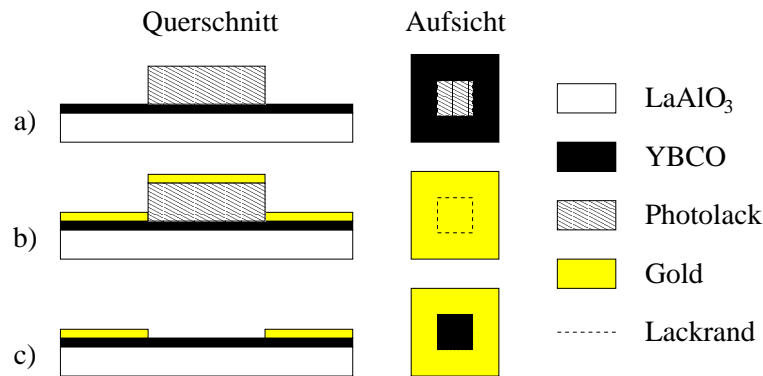 Querschnitt
Aufsicht
a)
b)
c)
LaAlO₃
YBCO
Photolack
Gold
Lackrand